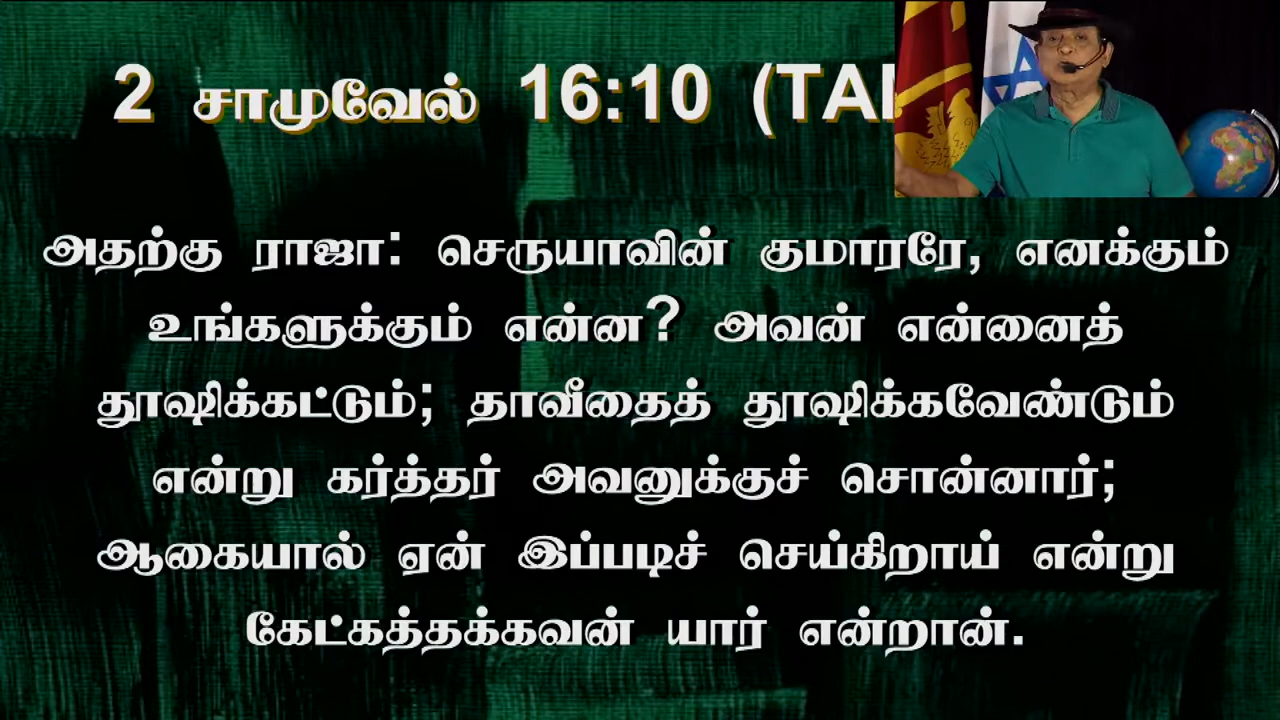 2 சாமுவேல் 16:10 (TA
அதற்கு ராஜா: செருயாவின் குமாரரே, எனக்கும்
உங்களுக்கும் என்ன? அவன் என்னைத்
தூஷிக்கட்டும்; தாவீதைத் தூஷிக்கவேண்டும்
என்று கர்த்தர் அவனுக்குச் சொன்னார்;
ஆகையால் ஏன் இப்படிச் செய்கிறாய் என்று
கேட்கத்தக்கவன் யார் என்றான்.